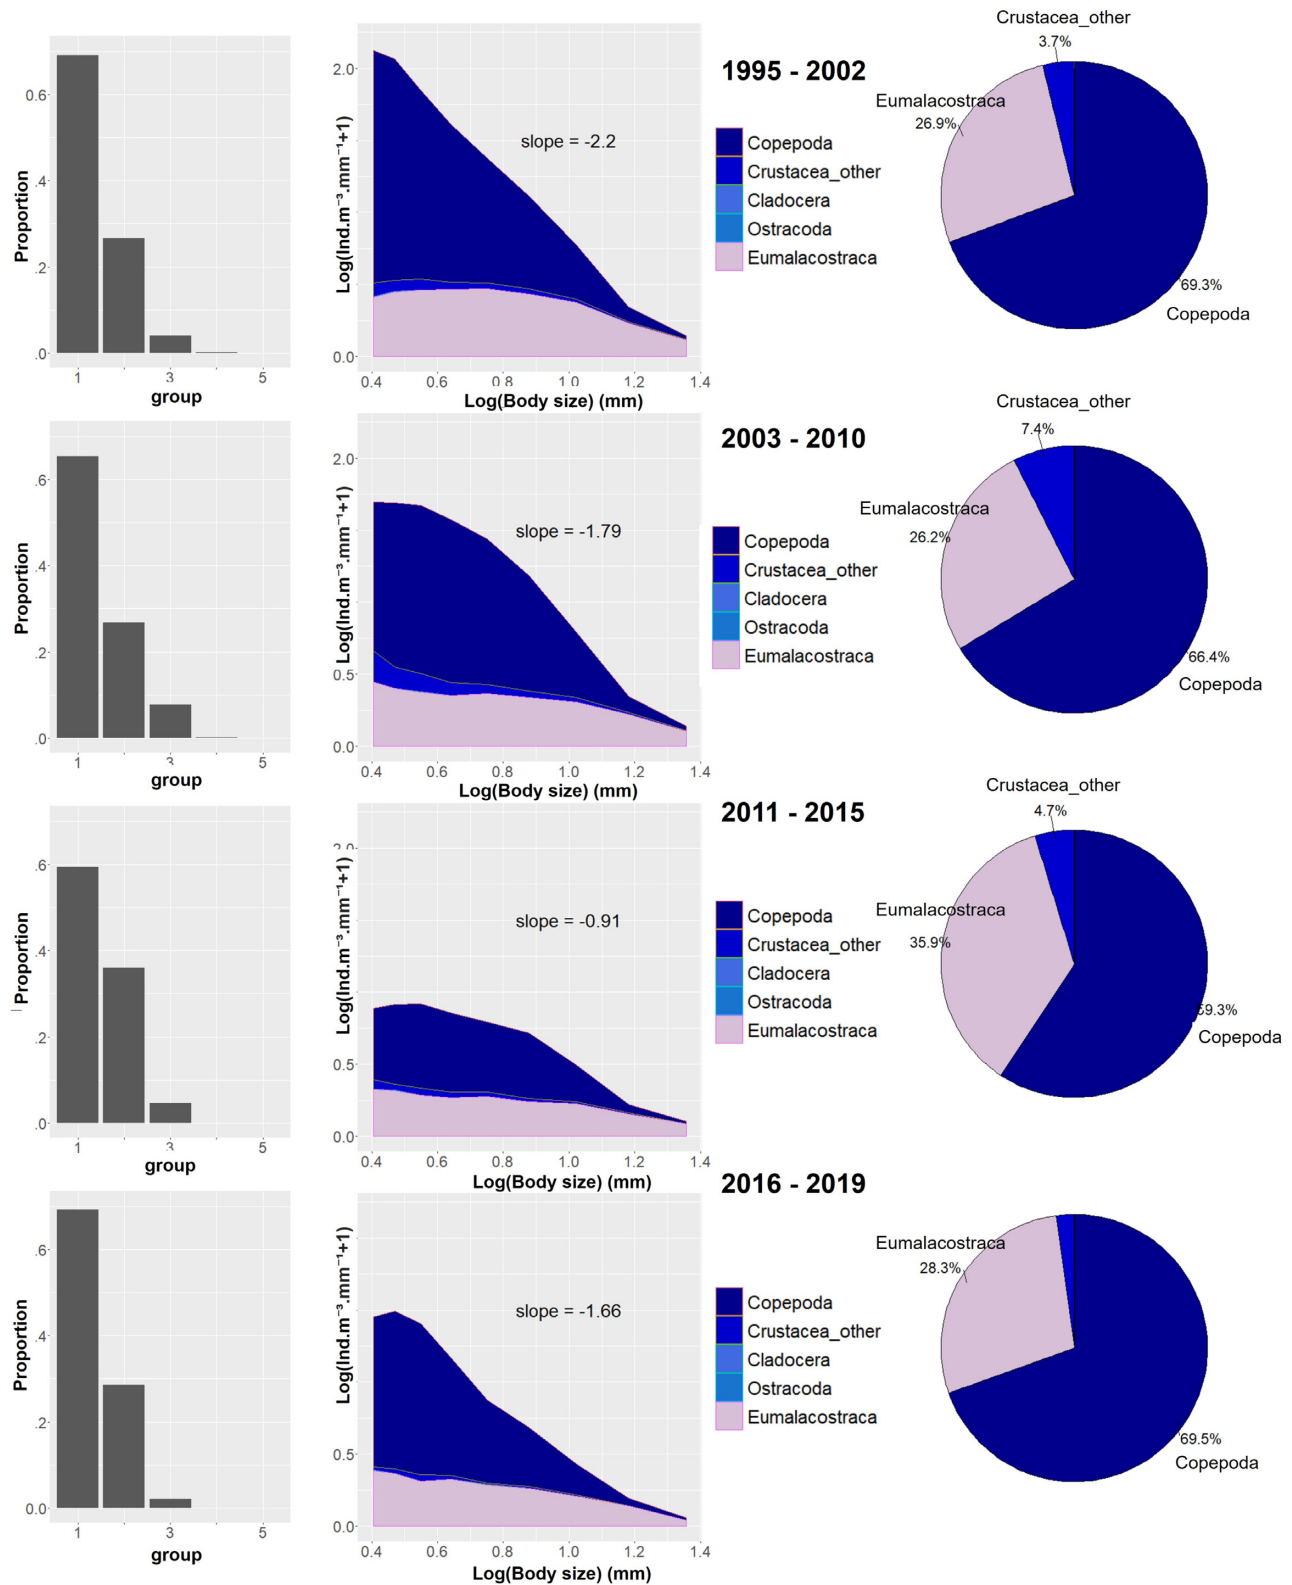 0.6
.4
.2
.0
Proportion
1
3
5
group
2.0
0.0
Log(Ind.m⁻³.mm⁻¹+1)
slope = -2.2
0.4
0.6
0.8
1.0
1.2
1.4
Log(Body size) (mm)
1995 - 2002
Copepoda
Crustacea_other
Cladocera
Ostracoda
Eumalacostraca
Crustacea_other
3.7%
Eumalacostraca
26.9%
69.3%
Copepoda
.6
.4
.2
.0
Proportion
1
3
5
group
2.0
0.5
0.0
Log(Ind.m⁻³.mm⁻¹+1)
slope = -1.79
0.4
0.6
0.8
1.0
1.2
1.4
Log(Body size) (mm)
2003 - 2010
Copepoda
Crustacea_other
Cladocera
Ostracoda
Eumalacostraca
Crustacea_other
7.4%
Eumalacostraca
26.2%
66.4%
Copepoda
.6
.4
.2
.0
Proportion
1
3
5
group
2.0
0.5
0.0
Log(Ind.m⁻³.mm⁻¹+1)
slope = -0.91
0.4
0.6
0.8
1.0
1.2
1.4
Log(Body size) (mm)
2011 - 2015
Copepoda
Crustacea_other
Cladocera
Ostracoda
Eumalacostraca
Crustacea_other
4.7%
Eumalacostraca
35.9%
59.3%
Copepoda
.6
.4
.2
0.0
Proportion
1
3
5
group
0.5
0.0
Log(Ind.m⁻³.mm⁻¹+1)
slope = -1.66
0.4
0.6
0.8
1.0
1.2
1.4
Log(Body size) (mm)
2016 - 2019
Copepoda
Crustacea_other
Cladocera
Ostracoda
Eumalacostraca
Eumalacostraca
28.3%
69.5%
Copepoda